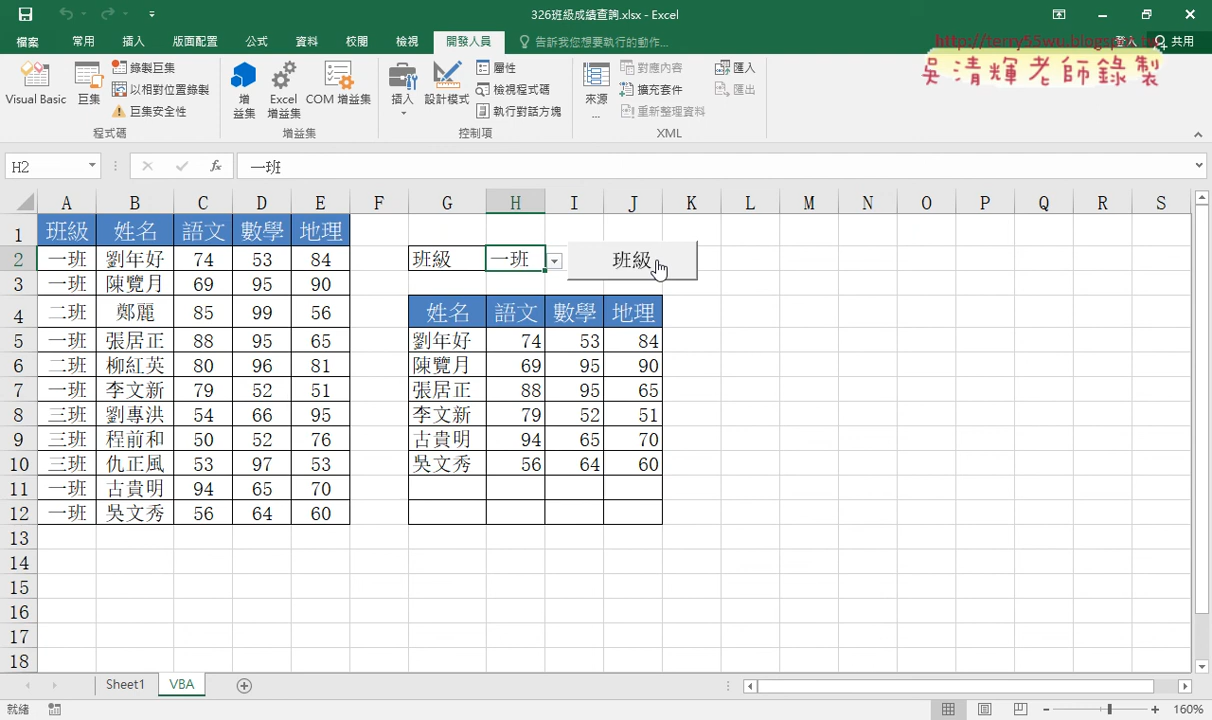 326班級成績查詢.xlsx - Excel
檔案 常用 插入 版面配置 公式 資料 校閱 檢視 開發人員 告訴我您想要執行的動作... 登入 共用
http://terry55wu.blogspot.tw
吳清輝老師錄製
Visual Basic 巨集 錄製巨集 以相對位置錄製 巨集安全性 增益集 Excel 增益集 COM 增益集 插入 設計模式 屬性 檢視程式碼 執行對話方塊 來源 ... 對應內容 擴充套件 重新整理資料 匯入 匯出
程式碼 增益集 控制項 XML
H2 fx 一班
A B C D E F G H I J K L M N O P Q R S
1 班級 姓名 語文 數學 地理
2 一班 劉年好 74 53 84 班級 一班 班級
3 一班 陳覽月 69 95 90
4 二班 鄭麗 85 99 56 姓名 語文 數學 地理
5 一班 張居正 88 95 65 劉年好 74 53 84
6 二班 柳紅英 80 96 81 陳覽月 69 95 90
7 一班 李文新 79 52 51 張居正 88 95 65
8 三班 劉專洪 54 66 95 李文新 79 52 51
9 三班 程前和 50 52 76 古貴明 94 65 70
10 三班 仇正風 53 97 53 吳文秀 56 64 60
11 一班 古貴明 94 65 70
12 一班 吳文秀 56 64 60
13
14
15
16
17
18
Sheet1 VBA
就緒 160%